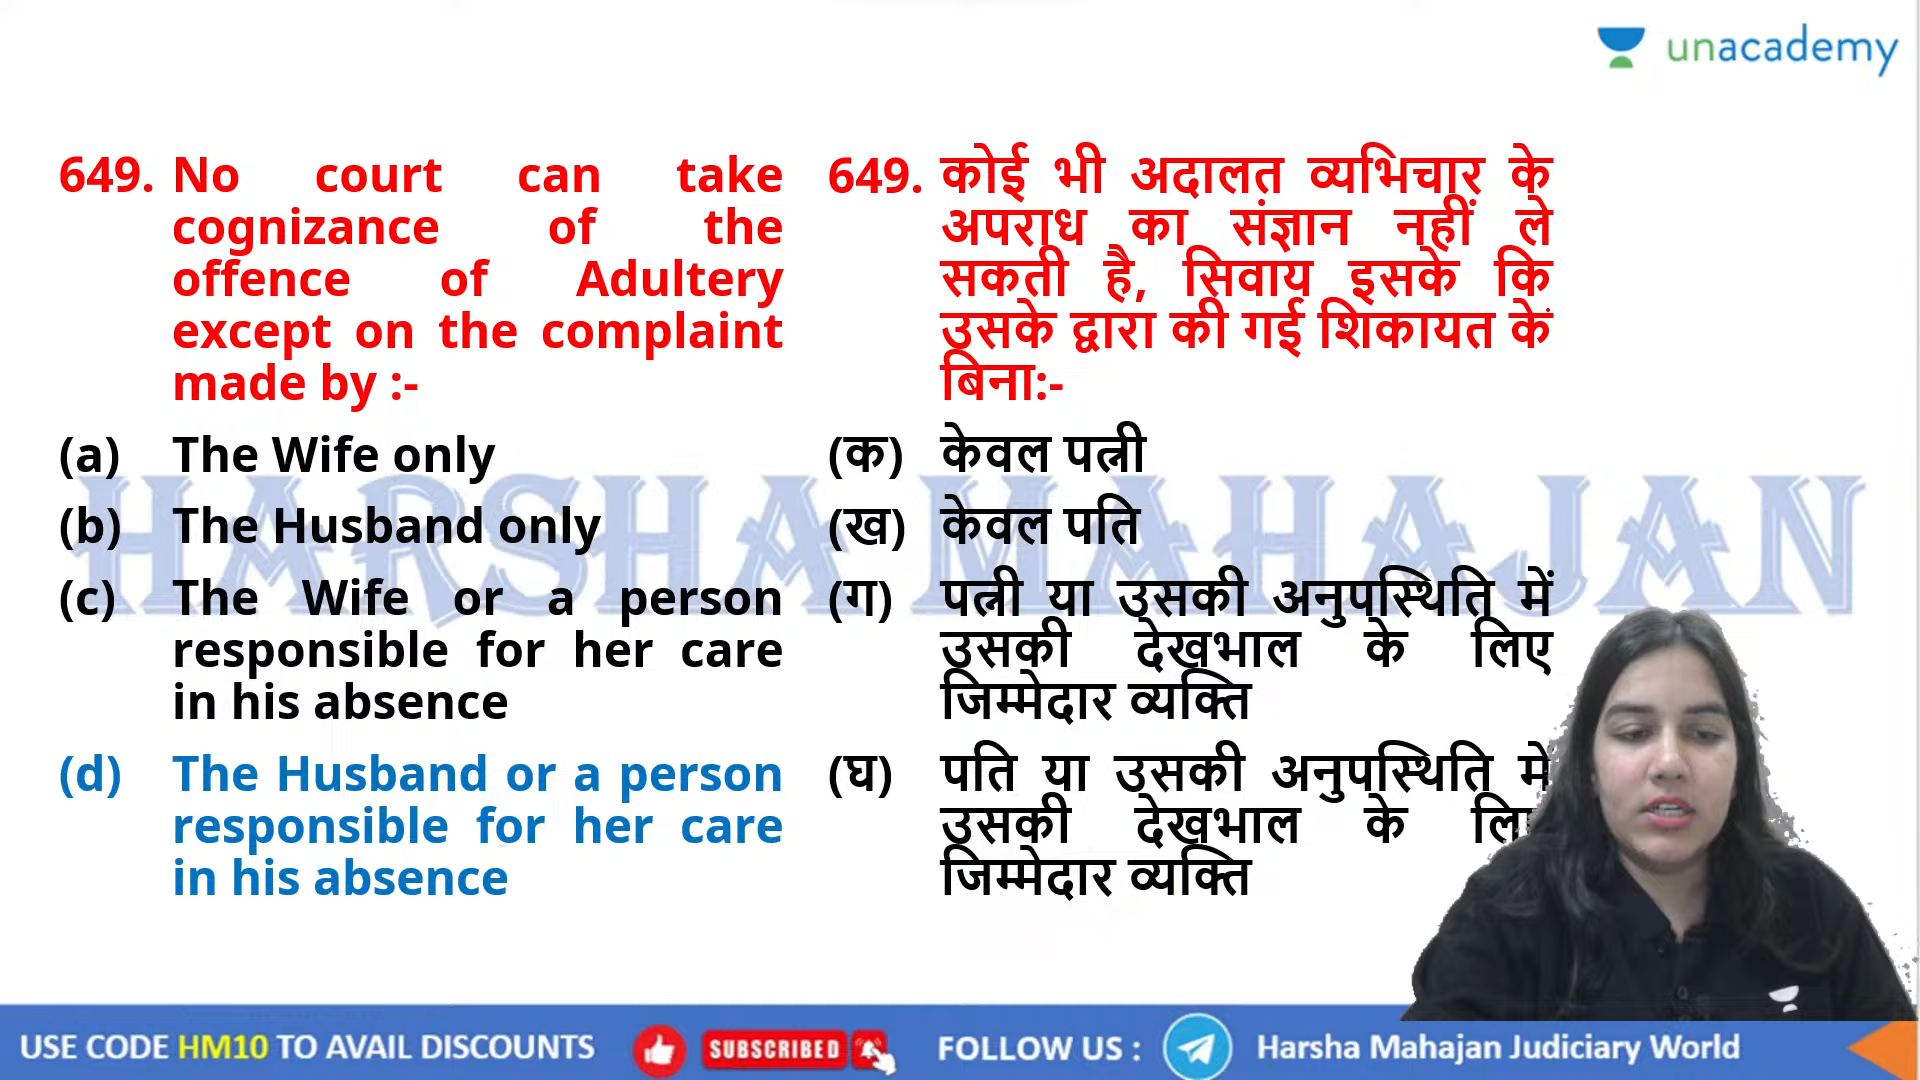 unacademy
649. No court can take
cognizance of the
offence of Adultery
except on the complaint
made by :-
(a) The Wife only
(b) The Husband only
(c) The Wife or a person
responsible for her care
in his absence
(d) The Husband or a person
responsible for her care
in his absence
649. कोई भी अदालत व्यभिचार के
अपराध का संज्ञान नहीं ले
सकती है, सिवाय इसके कि
उसके द्वारा की गई शिकायत कें
बिना:-
(क) केवल पत्नी
(ख) केवल पति
(ग) पत्नी या उसकी अनुपस्थिति में
उसकी देखभाल के लिए
जिम्मेदार व्यक्ति
(घ) पति या उसकी अनुपस्थिति में
उसकी देखभाल के
जिम्मेदार व्यक्ति
HARSHA MAHAJAN
USE CODE HM10 TO AVAIL DISCOUNTS
SUBSCRIBED
FOLLOW US :
Harsha Mahajan Judiciary World